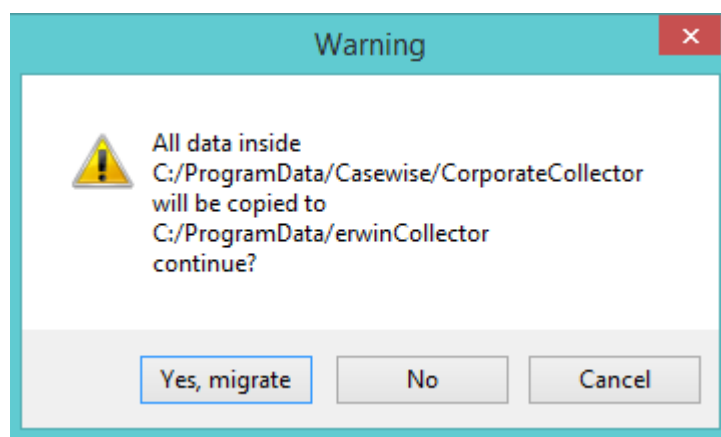 Warning
All data inside
C:/ProgramData/Casewise/CorporateCollector
will be copied to
C:/ProgramData/erwinCollector
continue?
Yes, migrate
No
Cancel